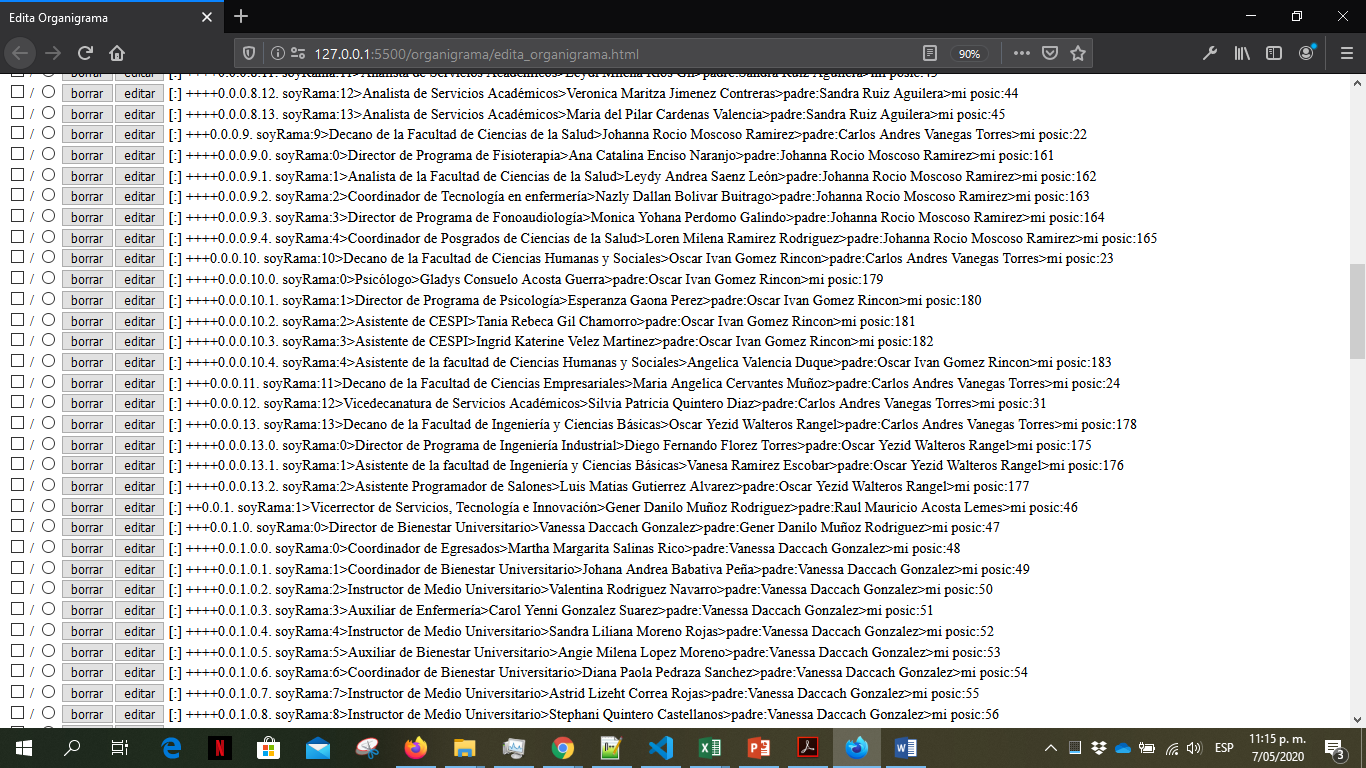 Edita Organigrama
127.0.0.1:5500/organigrama/edita_organigrama.html
90%
/ borrar editar [:] ++++0.0.0.8.11. soyRama:11>Analista de Servicios Académicos>Leydi Milena Rios Gil>padre:Sandra Ruiz Aguilera>mi posic:43
/ borrar editar [:] ++++0.0.0.8.12. soyRama:12>Analista de Servicios Académicos>Veronica Maritza Jimenez Contreras>padre:Sandra Ruiz Aguilera>mi posic:44
/ borrar editar [:] ++++0.0.0.8.13. soyRama:13>Analista de Servicios Académicos>Maria del Pilar Cardenas Valencia>padre:Sandra Ruiz Aguilera>mi posic:45
/ borrar editar [:] +++0.0.0.9. soyRama:9>Decano de la Facultad de Ciencias de la Salud>Johanna Rocio Moscoso Ramirez>padre:Carlos Andres Vanegas Torres>mi posic:22
/ borrar editar [:] ++++0.0.0.9.0. soyRama:0>Director de Programa de Fisioterapia>Ana Catalina Enciso Naranjo>padre:Johanna Rocio Moscoso Ramirez>mi posic:161
/ borrar editar [:] ++++0.0.0.9.1. soyRama:1>Analista de la Facultad de Ciencias de la Salud>Leydy Andrea Saenz León>padre:Johanna Rocio Moscoso Ramirez>mi posic:162
/ borrar editar [:] ++++0.0.0.9.2. soyRama:2>Coordinador de Tecnología en enfermería>Nazly Dallan Bolivar Buitrago>padre:Johanna Rocio Moscoso Ramirez>mi posic:163
/ borrar editar [:] ++++0.0.0.9.3. soyRama:3>Director de Programa de Fonoaudiología>Monica Yohana Perdomo Galindo>padre:Johanna Rocio Moscoso Ramirez>mi posic:164
/ borrar editar [:] ++++0.0.0.9.4. soyRama:4>Coordinador de Posgrados de Ciencias de la Salud>Loren Milena Ramirez Rodriguez>padre:Johanna Rocio Moscoso Ramirez>mi posic:165
/ borrar editar [:] +++0.0.0.10. soyRama:10>Decano de la Facultad de Ciencias Humanas y Sociales>Oscar Ivan Gomez Rincon>padre:Carlos Andres Vanegas Torres>mi posic:23
/ borrar editar [:] ++++0.0.0.10.0. soyRama:0>Psicólogo>Gladys Consuelo Acosta Guerra>padre:Oscar Ivan Gomez Rincon>mi posic:179
/ borrar editar [:] ++++0.0.0.10.1. soyRama:1>Director de Programa de Psicología>Esperanza Gaona Perez>padre:Oscar Ivan Gomez Rincon>mi posic:180
/ borrar editar [:] ++++0.0.0.10.2. soyRama:2>Asistente de CESPI>Tania Rebeca Gil Chamorro>padre:Oscar Ivan Gomez Rincon>mi posic:181
/ borrar editar [:] ++++0.0.0.10.3. soyRama:3>Asistente de CESPI>Ingrid Katerine Velez Martinez>padre:Oscar Ivan Gomez Rincon>mi posic:182
/ borrar editar [:] ++++0.0.0.10.4. soyRama:4>Asistente de la facultad de Ciencias Humanas y Sociales>Angelica Valencia Duque>padre:Oscar Ivan Gomez Rincon>mi posic:183
/ borrar editar [:] +++0.0.0.11. soyRama:11>Decano de la Facultad de Ciencias Empresariales>Maria Angelica Cervantes Muñoz>padre:Carlos Andres Vanegas Torres>mi posic:24
/ borrar editar [:] +++0.0.0.12. soyRama:12>Vicedecanatura de Servicios Académicos>Silvia Patricia Quintero Diaz>padre:Carlos Andres Vanegas Torres>mi posic:31
/ borrar editar [:] +++0.0.0.13. soyRama:13>Decano de la Facultad de Ingeniería y Ciencias Básicas>Oscar Yezid Walteros Rangel>padre:Carlos Andres Vanegas Torres>mi posic:178
/ borrar editar [:] ++++0.0.0.13.0. soyRama:0>Director de Programa de Ingeniería Industrial>Diego Fernando Florez Torres>padre:Oscar Yezid Walteros Rangel>mi posic:175
/ borrar editar [:] ++++0.0.0.13.1. soyRama:1>Asistente de la facultad de Ingeniería y Ciencias Básicas>Vanesa Ramirez Escobar>padre:Oscar Yezid Walteros Rangel>mi posic:176
/ borrar editar [:] ++++0.0.0.13.2. soyRama:2>Asistente Programador de Salones>Luis Matias Gutierrez Alvarez>padre:Oscar Yezid Walteros Rangel>mi posic:177
/ borrar editar [:] ++0.0.1. soyRama:1>Vicerrector de Servicios, Tecnología e Innovación>Gener Danilo Muñoz Rodriguez>padre:Raul Mauricio Acosta Lemes>mi posic:46
/ borrar editar [:] +++0.0.1.0. soyRama:0>Director de Bienestar Universitario>Vanessa Daccach Gonzalez>padre:Gener Danilo Muñoz Rodriguez>mi posic:47
/ borrar editar [:] ++++0.0.1.0.0. soyRama:0>Coordinador de Egresados>Martha Margarita Salinas Rico>padre:Vanessa Daccach Gonzalez>mi posic:48
/ borrar editar [:] ++++0.0.1.0.1. soyRama:1>Coordinador de Bienestar Universitario>Johana Andrea Babativa Peña>padre:Vanessa Daccach Gonzalez>mi posic:49
/ borrar editar [:] ++++0.0.1.0.2. soyRama:2>Instructor de Medio Universitario>Valentina Rodriguez Navarro>padre:Vanessa Daccach Gonzalez>mi posic:50
/ borrar editar [:] ++++0.0.1.0.3. soyRama:3>Auxiliar de Enfermería>Carol Yenni Gonzalez Suarez>padre:Vanessa Daccach Gonzalez>mi posic:51
/ borrar editar [:] ++++0.0.1.0.4. soyRama:4>Instructor de Medio Universitario>Sandra Liliana Moreno Rojas>padre:Vanessa Daccach Gonzalez>mi posic:52
/ borrar editar [:] ++++0.0.1.0.5. soyRama:5>Auxiliar de Bienestar Universitario>Angie Milena Lopez Moreno>padre:Vanessa Daccach Gonzalez>mi posic:53
/ borrar editar [:] ++++0.0.1.0.6. soyRama:6>Coordinador de Bienestar Universitario>Diana Paola Pedraza Sanchez>padre:Vanessa Daccach Gonzalez>mi posic:54
/ borrar editar [:] ++++0.0.1.0.7. soyRama:7>Instructor de Medio Universitario>Astrid Lizeht Correa Rojas>padre:Vanessa Daccach Gonzalez>mi posic:55
/ borrar editar [:] ++++0.0.1.0.8. soyRama:8>Instructor de Medio Universitario>Stephani Quintero Castellanos>padre:Vanessa Daccach Gonzalez>mi posic:56
ESP
11:15 p. m.
7/05/2020
3